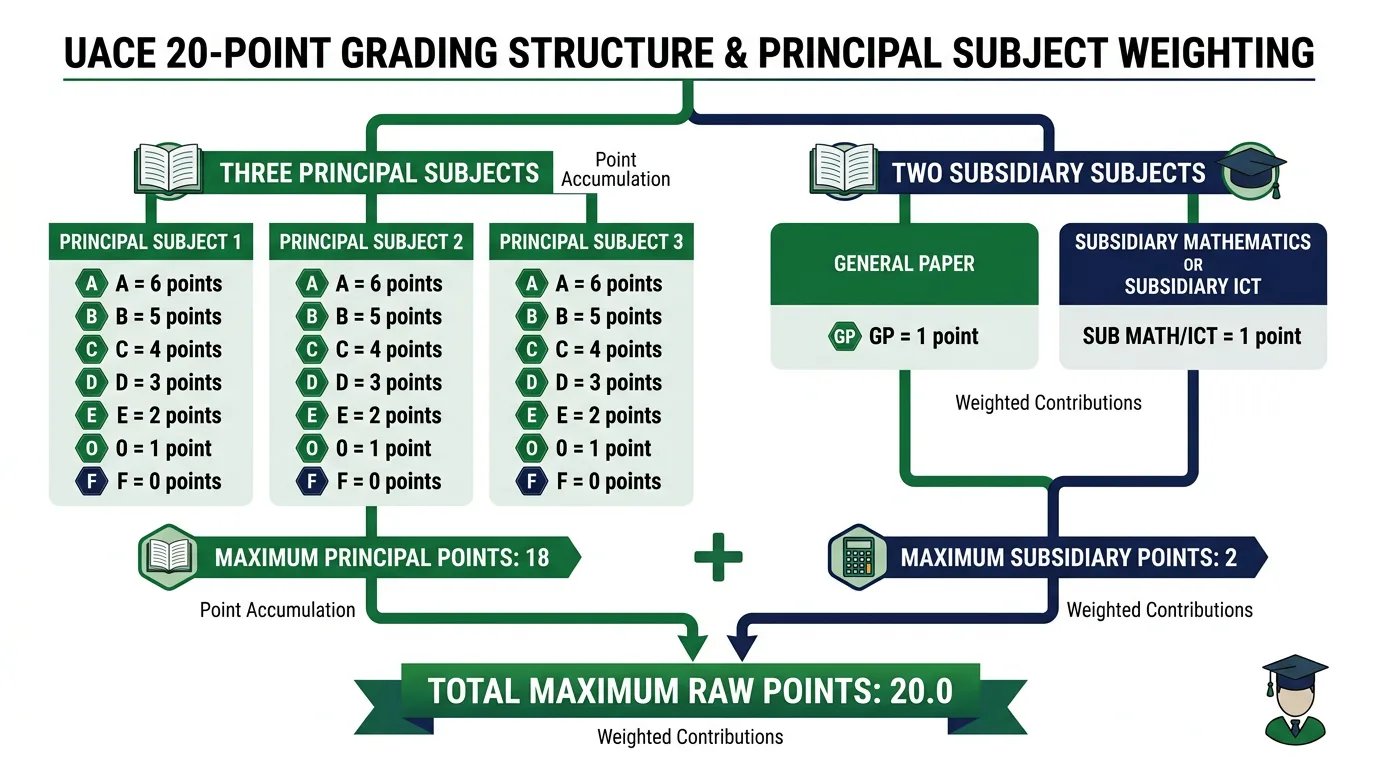 UACE 20-POINT GRADING STRUCTURE & PRINCIPAL SUBJECT WEIGHTING
THREE PRINCIPAL SUBJECTS
Point
Accumulation
PRINCIPAL SUBJECT 1
A A = 6 points
B B = 5 points
C C = 4 points
D D = 3 points
E E = 2 points
O 0 = 1 point
F F = 0 points
PRINCIPAL SUBJECT 2
A A = 6 points
B B = 5 points
C C = 4 points
D D = 3 points
E E = 2 points
O 0 = 1 point
F F = 0 points
PRINCIPAL SUBJECT 3
A A = 6 points
B B = 5 points
C C = 4 points
D D = 3 points
E E = 2 points
O 0 = 1 point
F F = 0 points
MAXIMUM PRINCIPAL POINTS: 18
Point Accumulation
TWO SUBSIDIARY SUBJECTS
GENERAL PAPER
GP GP = 1 point
SUBSIDIARY MATHEMATICS
OR
SUBSIDIARY ICT
SUB MATH/ICT = 1 point
Weighted Contributions
+
MAXIMUM SUBSIDIARY POINTS: 2
Weighted Contributions
TOTAL MAXIMUM RAW POINTS: 20.0
Weighted Contributions